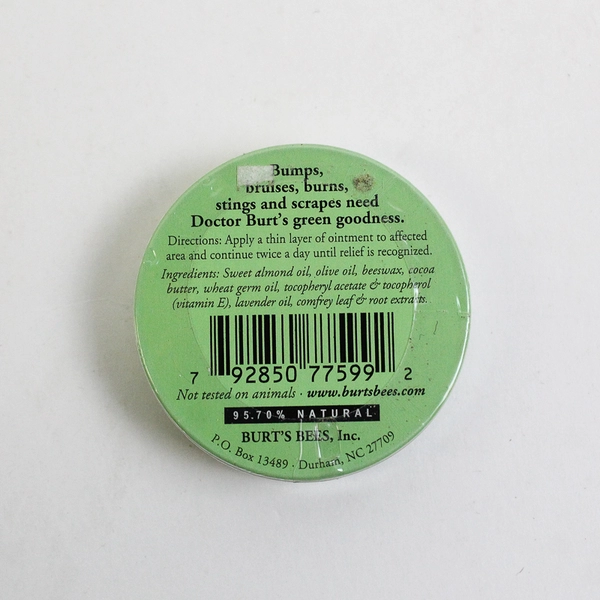 Bumps,
bruises, burns,
stings and scrapes need
Doctor Burt's green goodness.
Directions: Apply a thin layer of ointment to affected
area and continue twice a day until relief is recognized.
Ingredients: Sweet almond oil, olive oil, beeswax, cocoa
butter, wheat germ oil, tocopheryl acetate & tocopherol
(vitamin E), lavender oil, comfrey leaf & root extracts.
7 92850 77599 2
Not tested on animals · www.burtsbees.com
95.70% NATURAL
BURT'S BEES, Inc.
P.O. Box 13489 · Durham, NC 27709